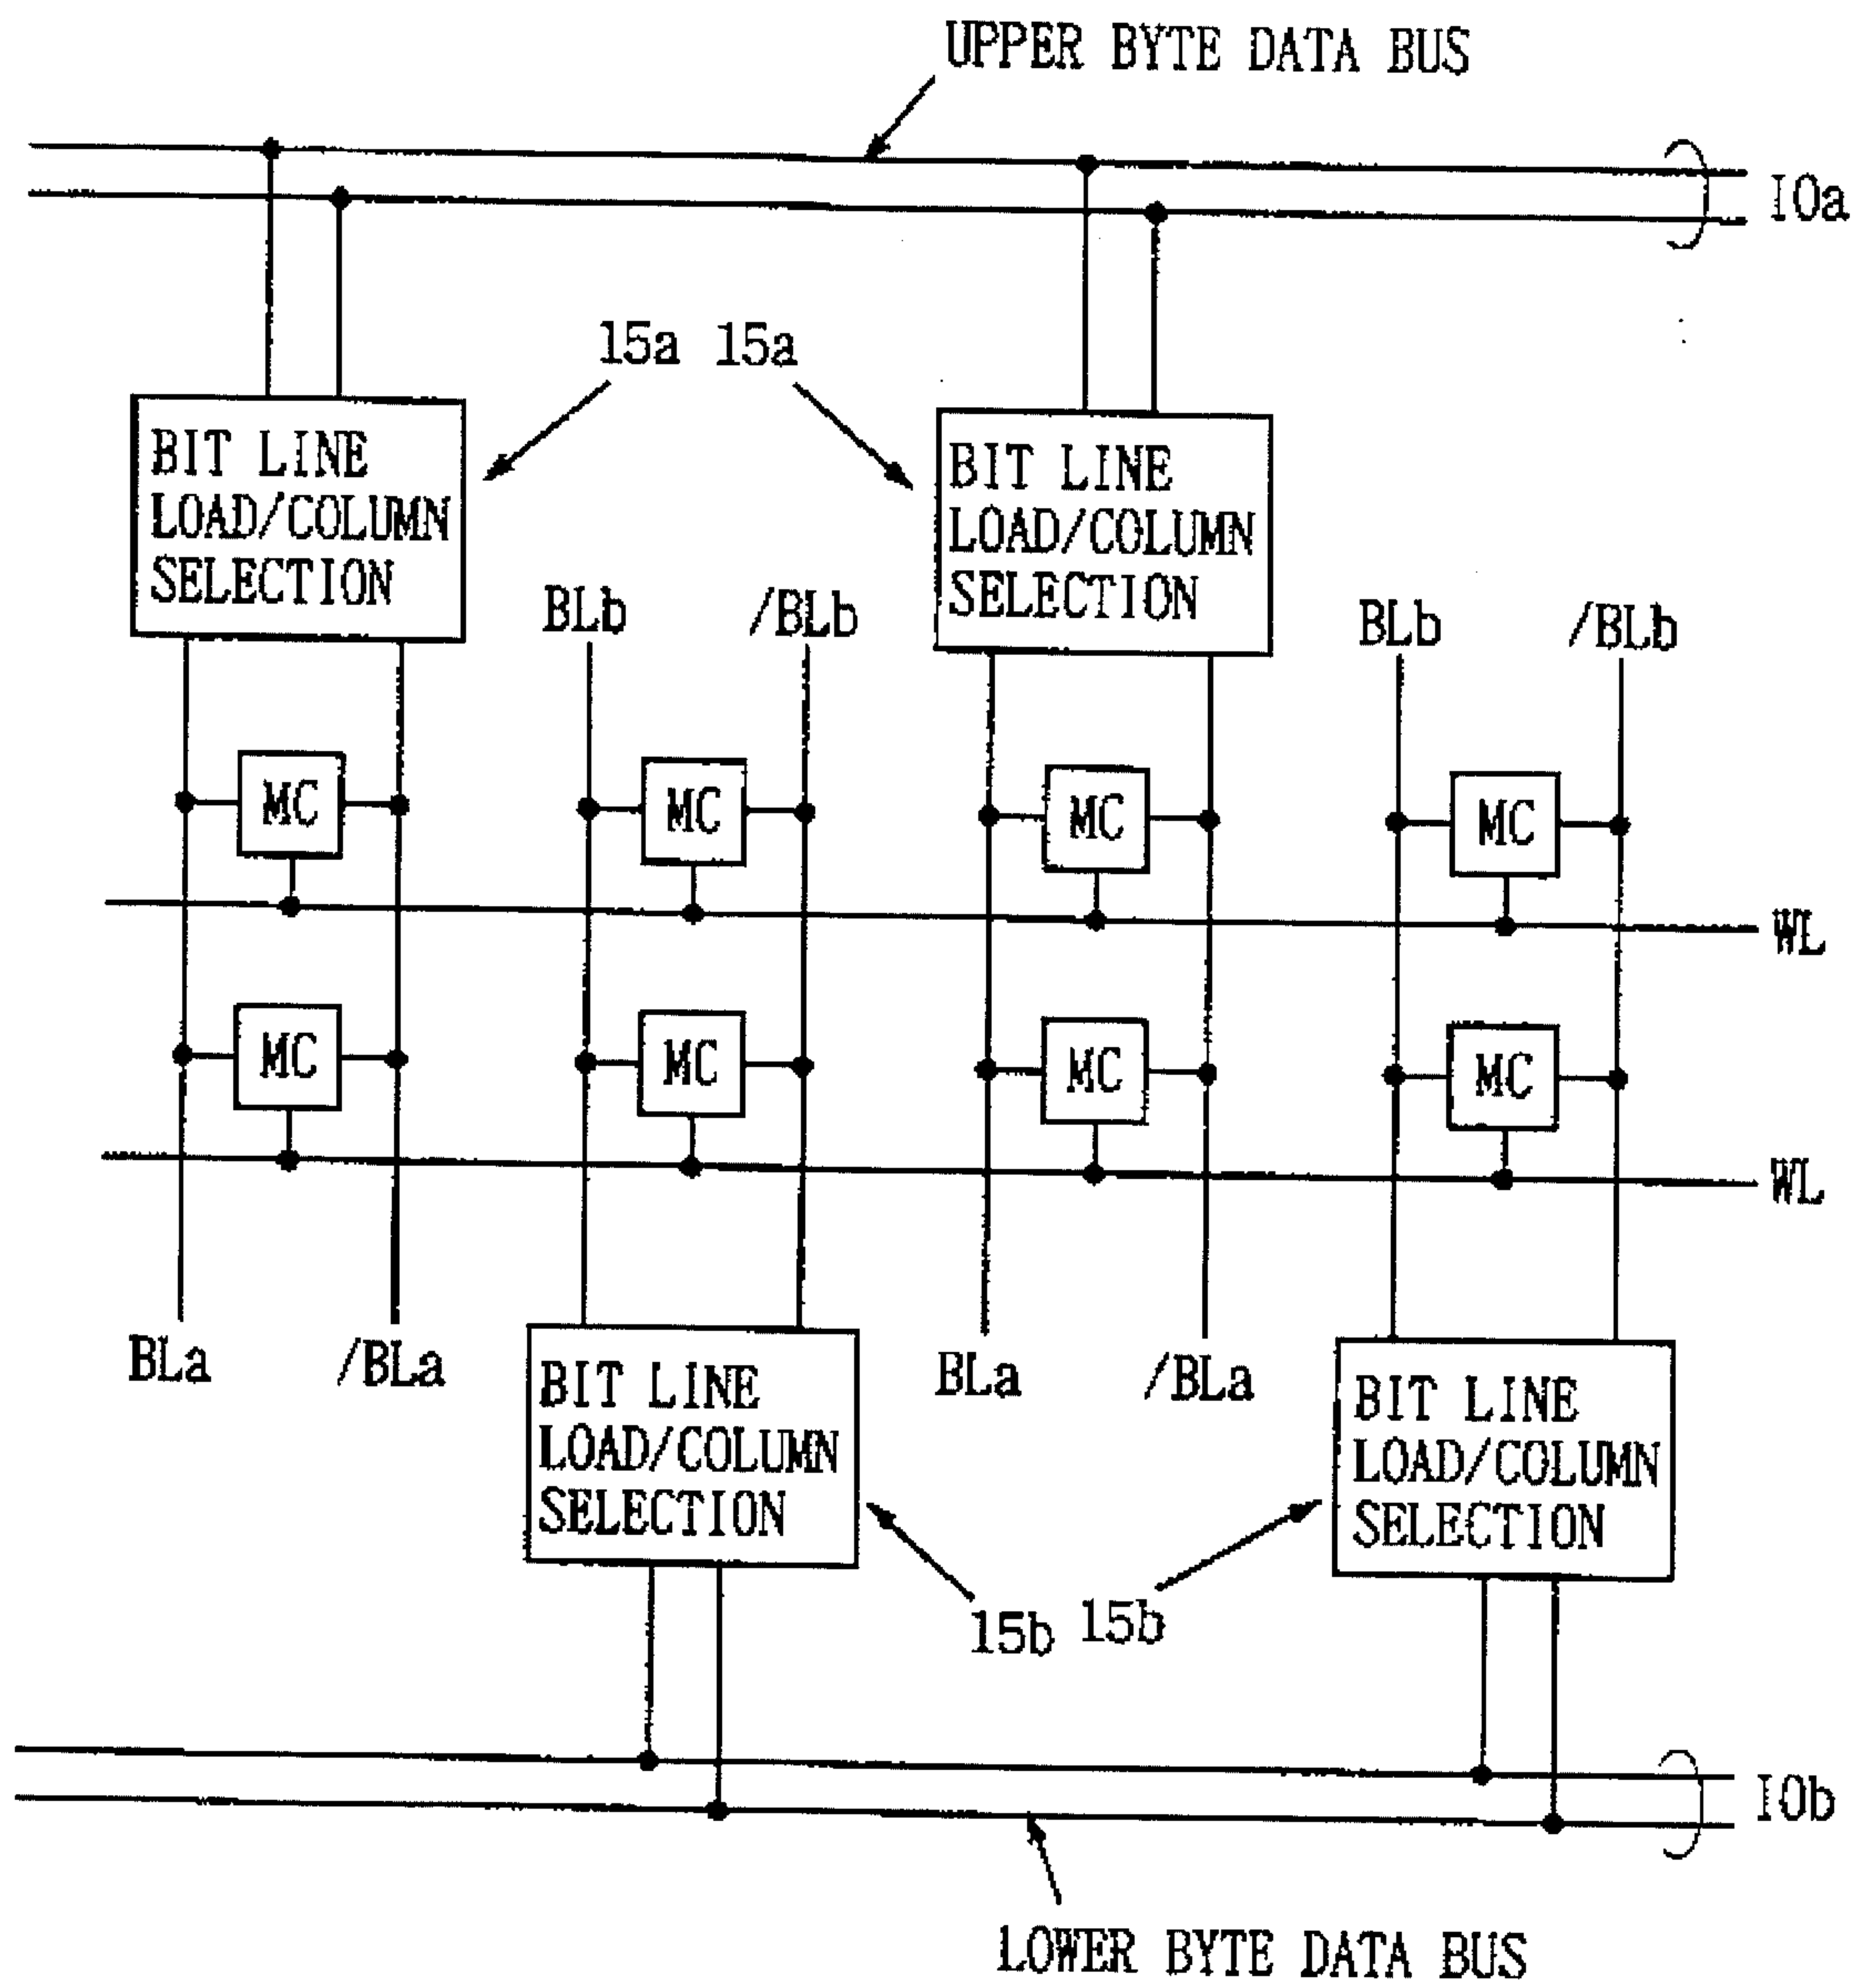 UPPER BYTE DATA BUS
IOa
15a 15a
BIT LINE
LOAD/COLUMN
SELECTION
BIT LINE
LOAD/COLUMN
SELECTION
BLb /BLb
BLb /BLb
MC MC MC MC
WL
MC MC MC MC
WL
BLa /BLa
BLa /BLa
BIT LINE
LOAD/COLUMN
SELECTION
BIT LINE
LOAD/COLUMN
SELECTION
15b 15b
IOb
LOWER BYTE DATA BUS